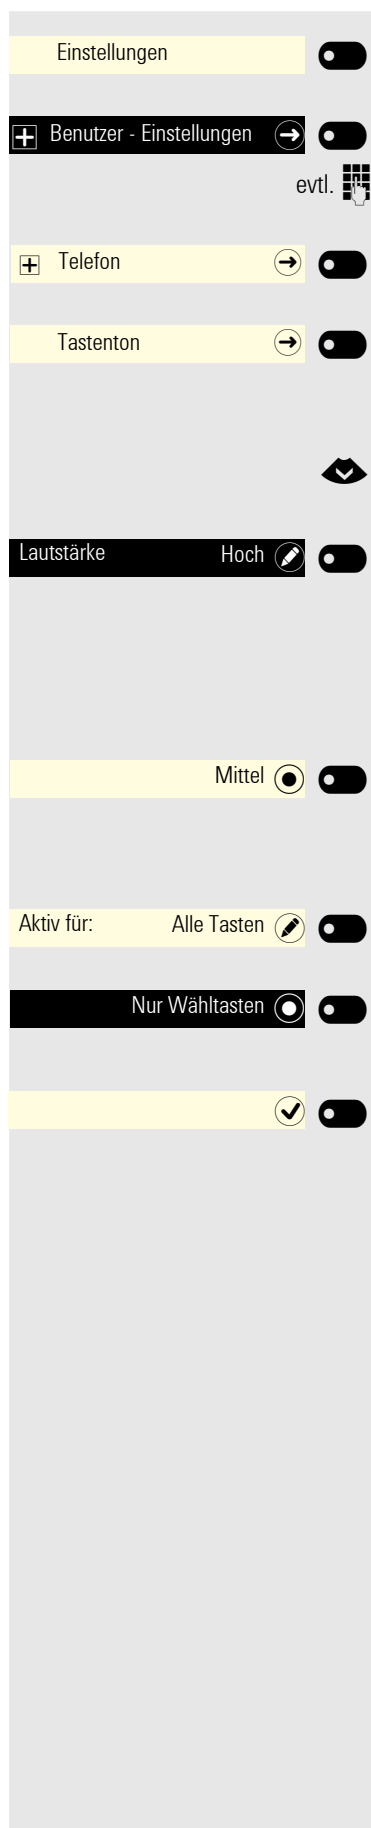 Einstellungen
Benutzer - Einstellungen
evtl.
Telefon
Tastenton
Lautstärke Hoch
Mittel
Aktiv für: Alle Tasten
Nur Wähltasten